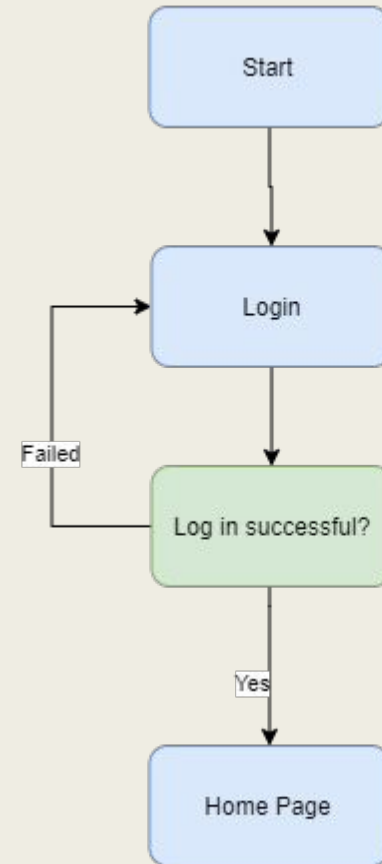 Start
Login
Failed
Log in successful?
Yes
Home Page